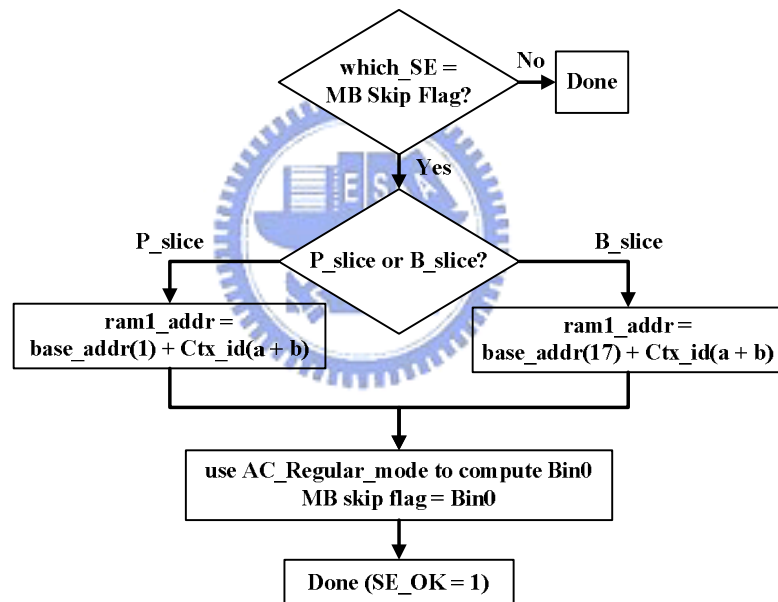 which_SE =
MB Skip Flag?
No
Done
Yes
P_slice
P_slice or B_slice?
B_slice
ram1_addr =
base_addr(1) + Ctx_id(a + b)
ram1_addr =
base_addr(17) + Ctx_id(a + b)
use AC_Regular_mode to compute Bin0
MB skip flag = Bin0
Done (SE_OK = 1)